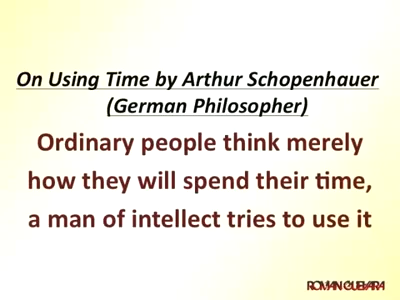 On Using Time by Arthur Schopenhauer
(German Philosopher)
Ordinary people think merely
how they will spend their time,
a man of intellect tries to use it
ROMAN GUEVARA